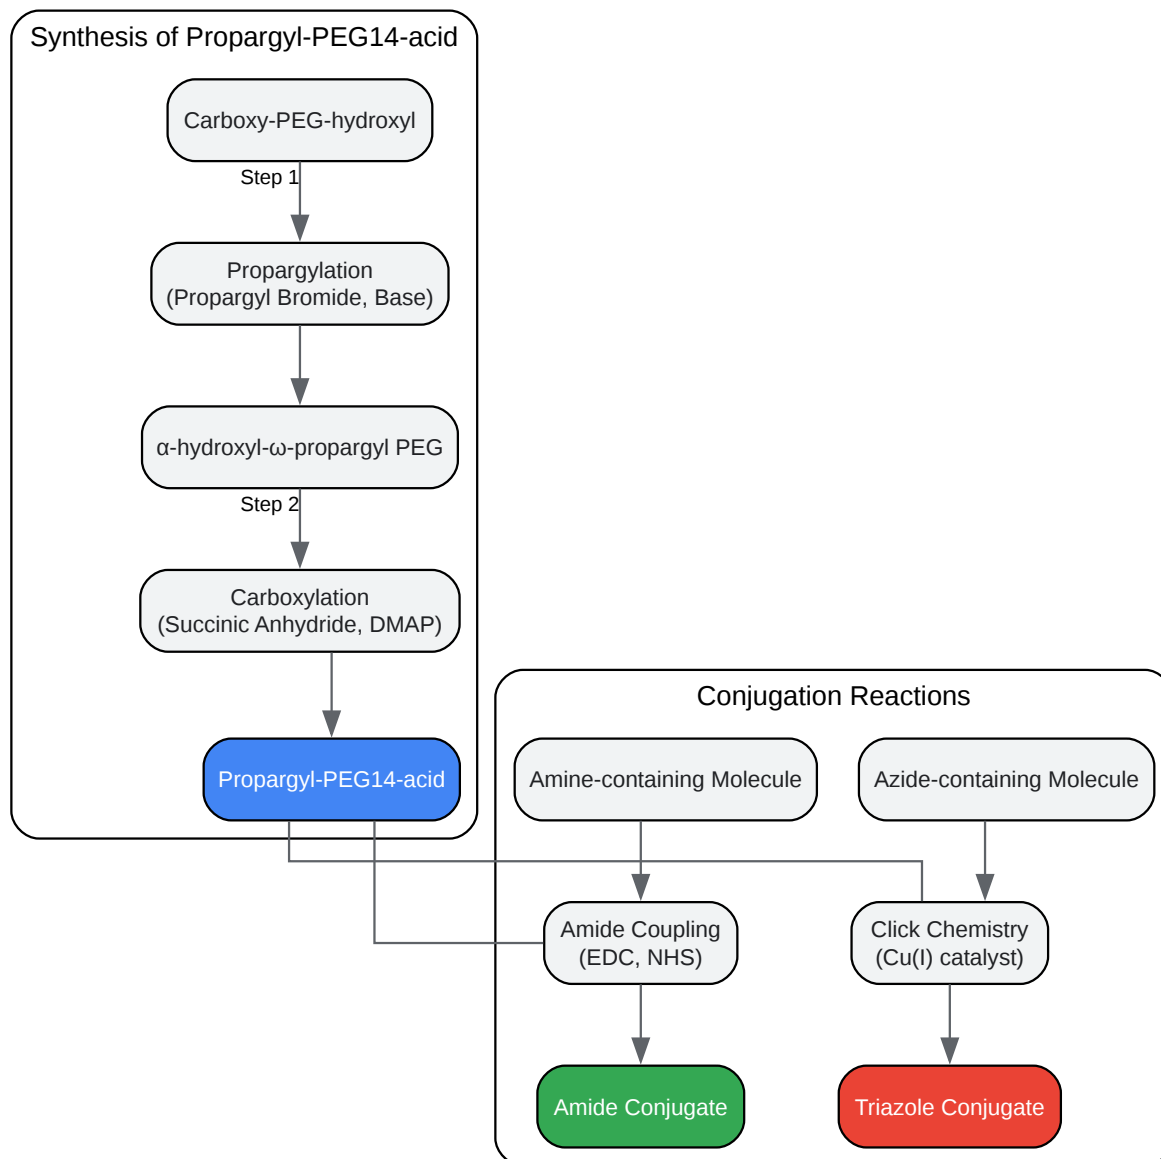 Synthesis of Propargyl-PEG14-acid
Carboxy-PEG-hydroxyl
Step 1
Propargylation
(Propargyl Bromide, Base)
α-hydroxyl-ω-propargyl PEG
Step 2
Carboxylation
(Succinic Anhydride, DMAP)
Propargyl-PEG14-acid
Conjugation Reactions
Amine-containing Molecule
Azide-containing Molecule
Amide Coupling
(EDC, NHS)
Click Chemistry
(Cu(I) catalyst)
Amide Conjugate
Triazole Conjugate